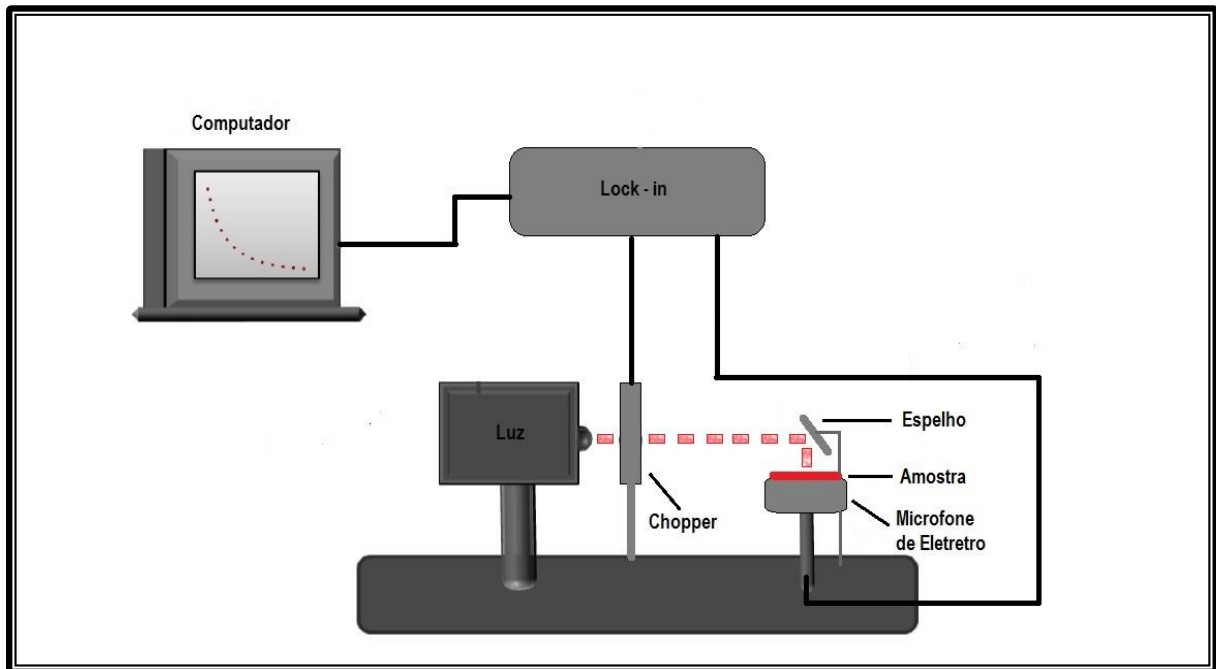 Computador
Lock - in
Luz
Espelho
Chopper
Amostra
Microfone
de Eletretro